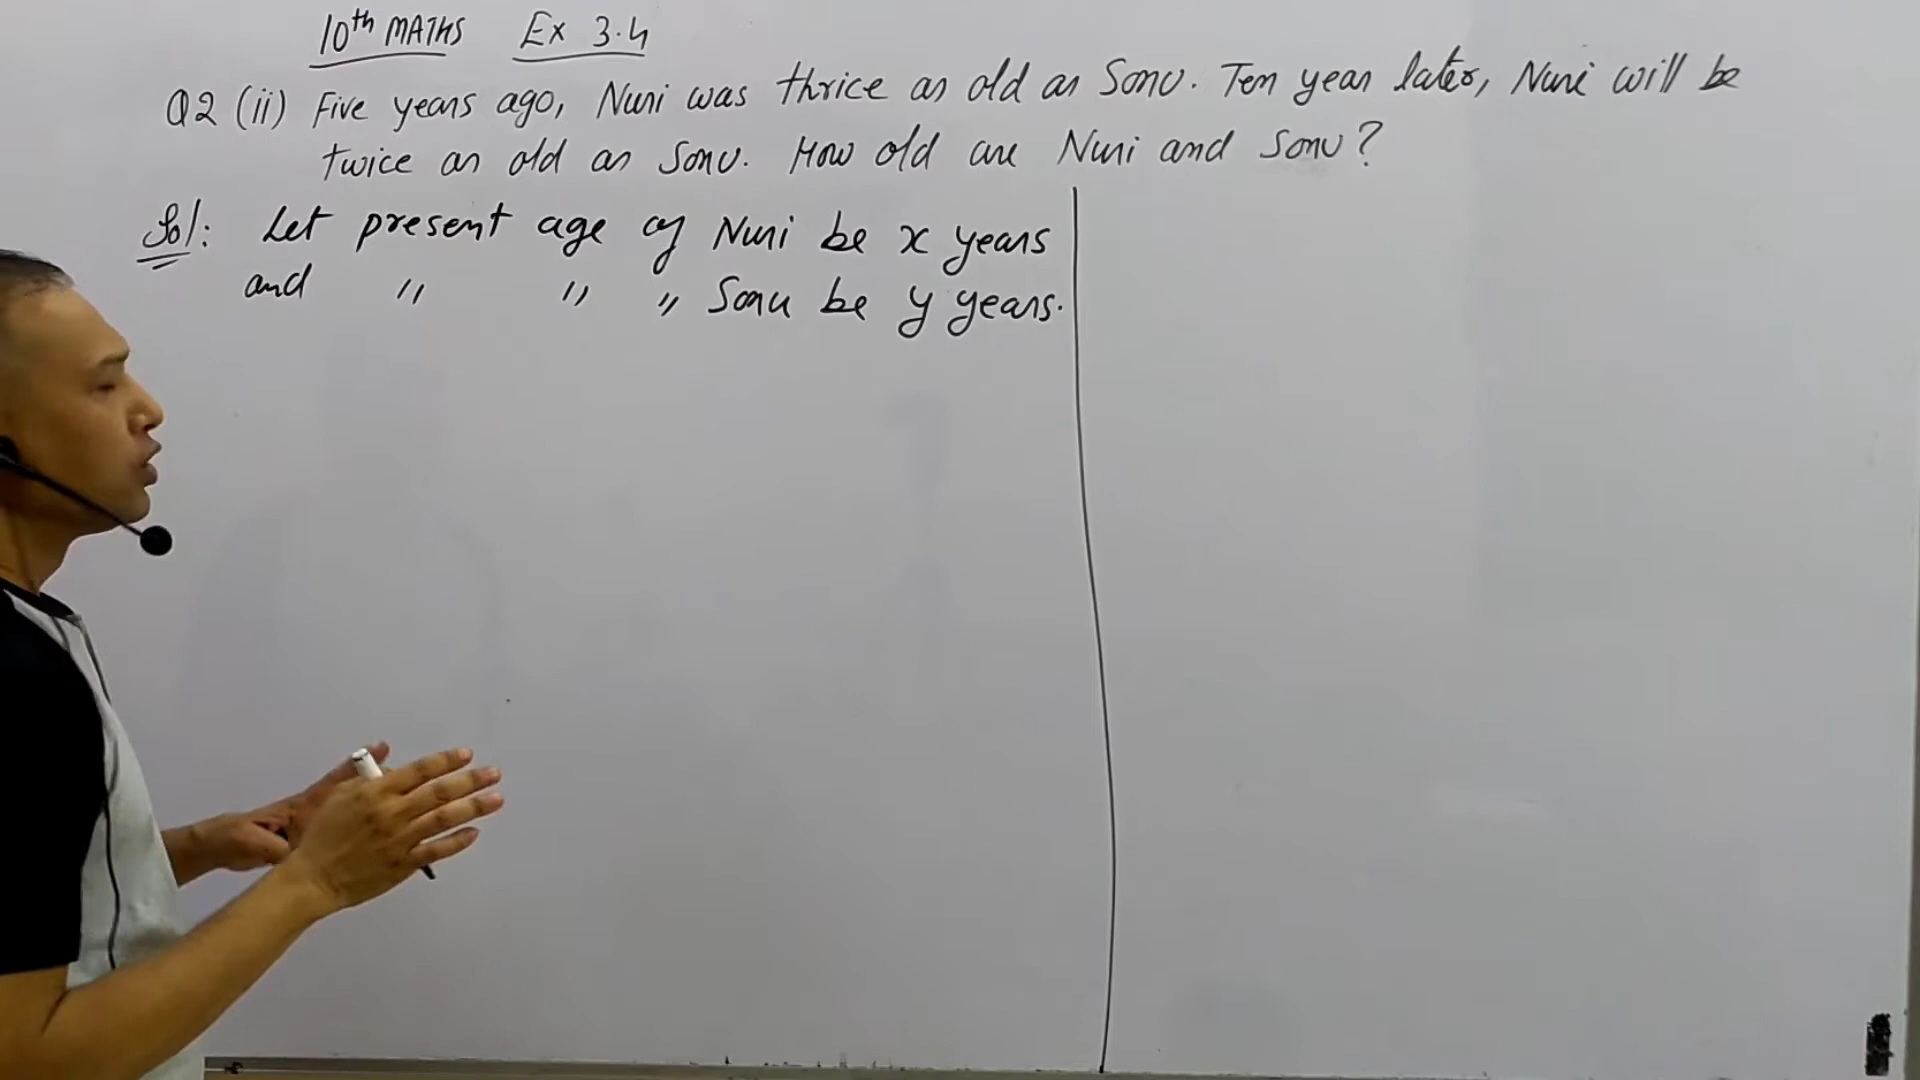 10th MATHS Ex 3.4
Q2 (ii) Five years ago, Nuri was thrice as old as Sonu. Ten year later, Nuri will be
twice as old as Sonu. How old are Nuri and Sonu?
Sol: Let present age of Nuri be x years
and " " " Sonu be y years.